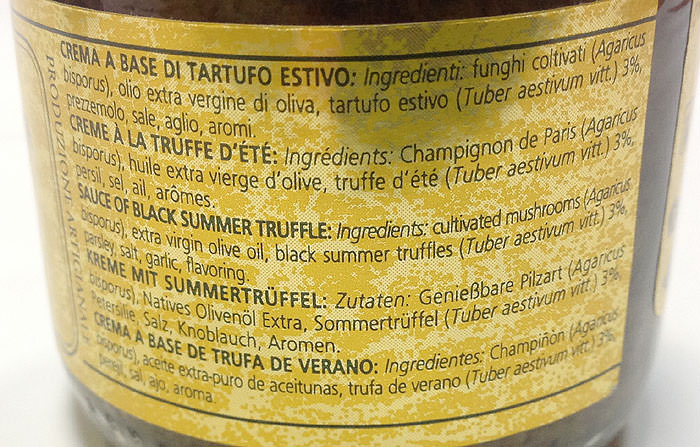 CREMA A BASE DI TARTUFO ESTIVO: Ingredienti: funghi coltivati (Agaricus
bisporus), olio extra vergine di oliva, tartufo estivo (Tuber aestivum vitt.) 3%,
prezzemolo, sale, aglio, aromi.
CREME À LA TRUFFE D'ÉTÉ: Ingrédients: Champignon de Paris (Agaricus
bisporus), huile extra vierge d'olive, truffe d'été (Tuber aestivum vitt.) 3%,
persil, sel, ail, arômes.
SAUCE OF BLACK SUMMER TRUFFLE: Ingredients: cultivated mushrooms (Agaricus
bisporus), extra virgin olive oil, black summer truffles (Tuber aestivum vitt.) 3%,
parsley, salt, garlic, flavoring.
KREME MIT SUMMERTRÜFFEL: Zutaten: Genießbare Pilzart (Agaricus
bisporus), Natives Olivenöl Extra, Sommertrüffel (Tuber aestivum vitt.) 3%,
Petersilie, Salz, Knoblauch, Aromen.
CREMA A BASE DE TRUFA DE VERANO: Ingredientes: Champiñon (Agaricus
bisporus), aceite extra-puro de aceitunas, trufa de verano (Tuber aestivum vitt.) 3%,
perejil, sal, ajo, aroma.
PRODUZIONE ARTIGIANALE